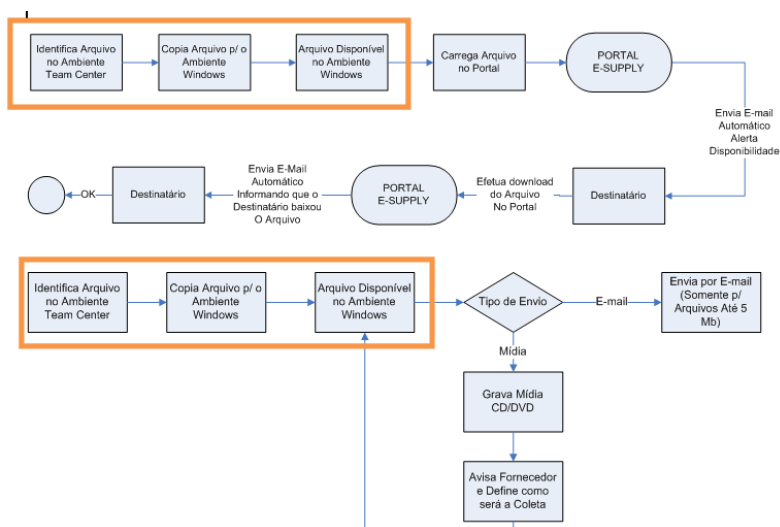 Identifica Arquivo
no Ambiente
Team Center
Copia Arquivo p/ o
Ambiente
Windows
Arquivo Disponível
no Ambiente
Windows
Carrega Arquivo
no Portal
PORTAL
E-SUPPLY
Envia E-mail
Automático
Alerta
Disponibilidade
Destinatário
Efetua download
do Arquivo
No Portal
PORTAL
E-SUPPLY
Envia E-Mail
Automático
Informando que o
Destinatário baixou
O Arquivo
Destinatário
OK
Identifica Arquivo
no Ambiente
Team Center
Copia Arquivo p/ o
Ambiente
Windows
Arquivo Disponível
no Ambiente
Windows
Tipo de Envio
E-mail
Envia por E-mail
(Somente p/
Arquivos Até 5
Mb)
Mídia
Grava Mídia
CD/DVD
Avisa Fornecedor
e Define como
será a Coleta